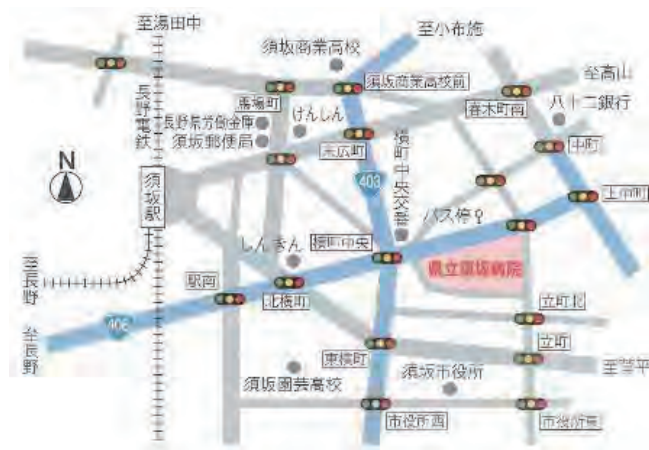 至湯田中
至小布施
須坂商業高校
須坂商業高校前
至高山
馬場町
春木町南
八十二銀行
長野電鉄
長野県労働金庫
けんしん
須坂郵便局
末広町
中町
N
横町中央交番
403
バス停
上中町
須坂駅
しんきん
横町中央
県立須坂病院
至長野
駅南
北横町
立町北
406
至長野
東横町
立町
須坂園芸高校
須坂市役所
至菅平
市役所西
市役所東